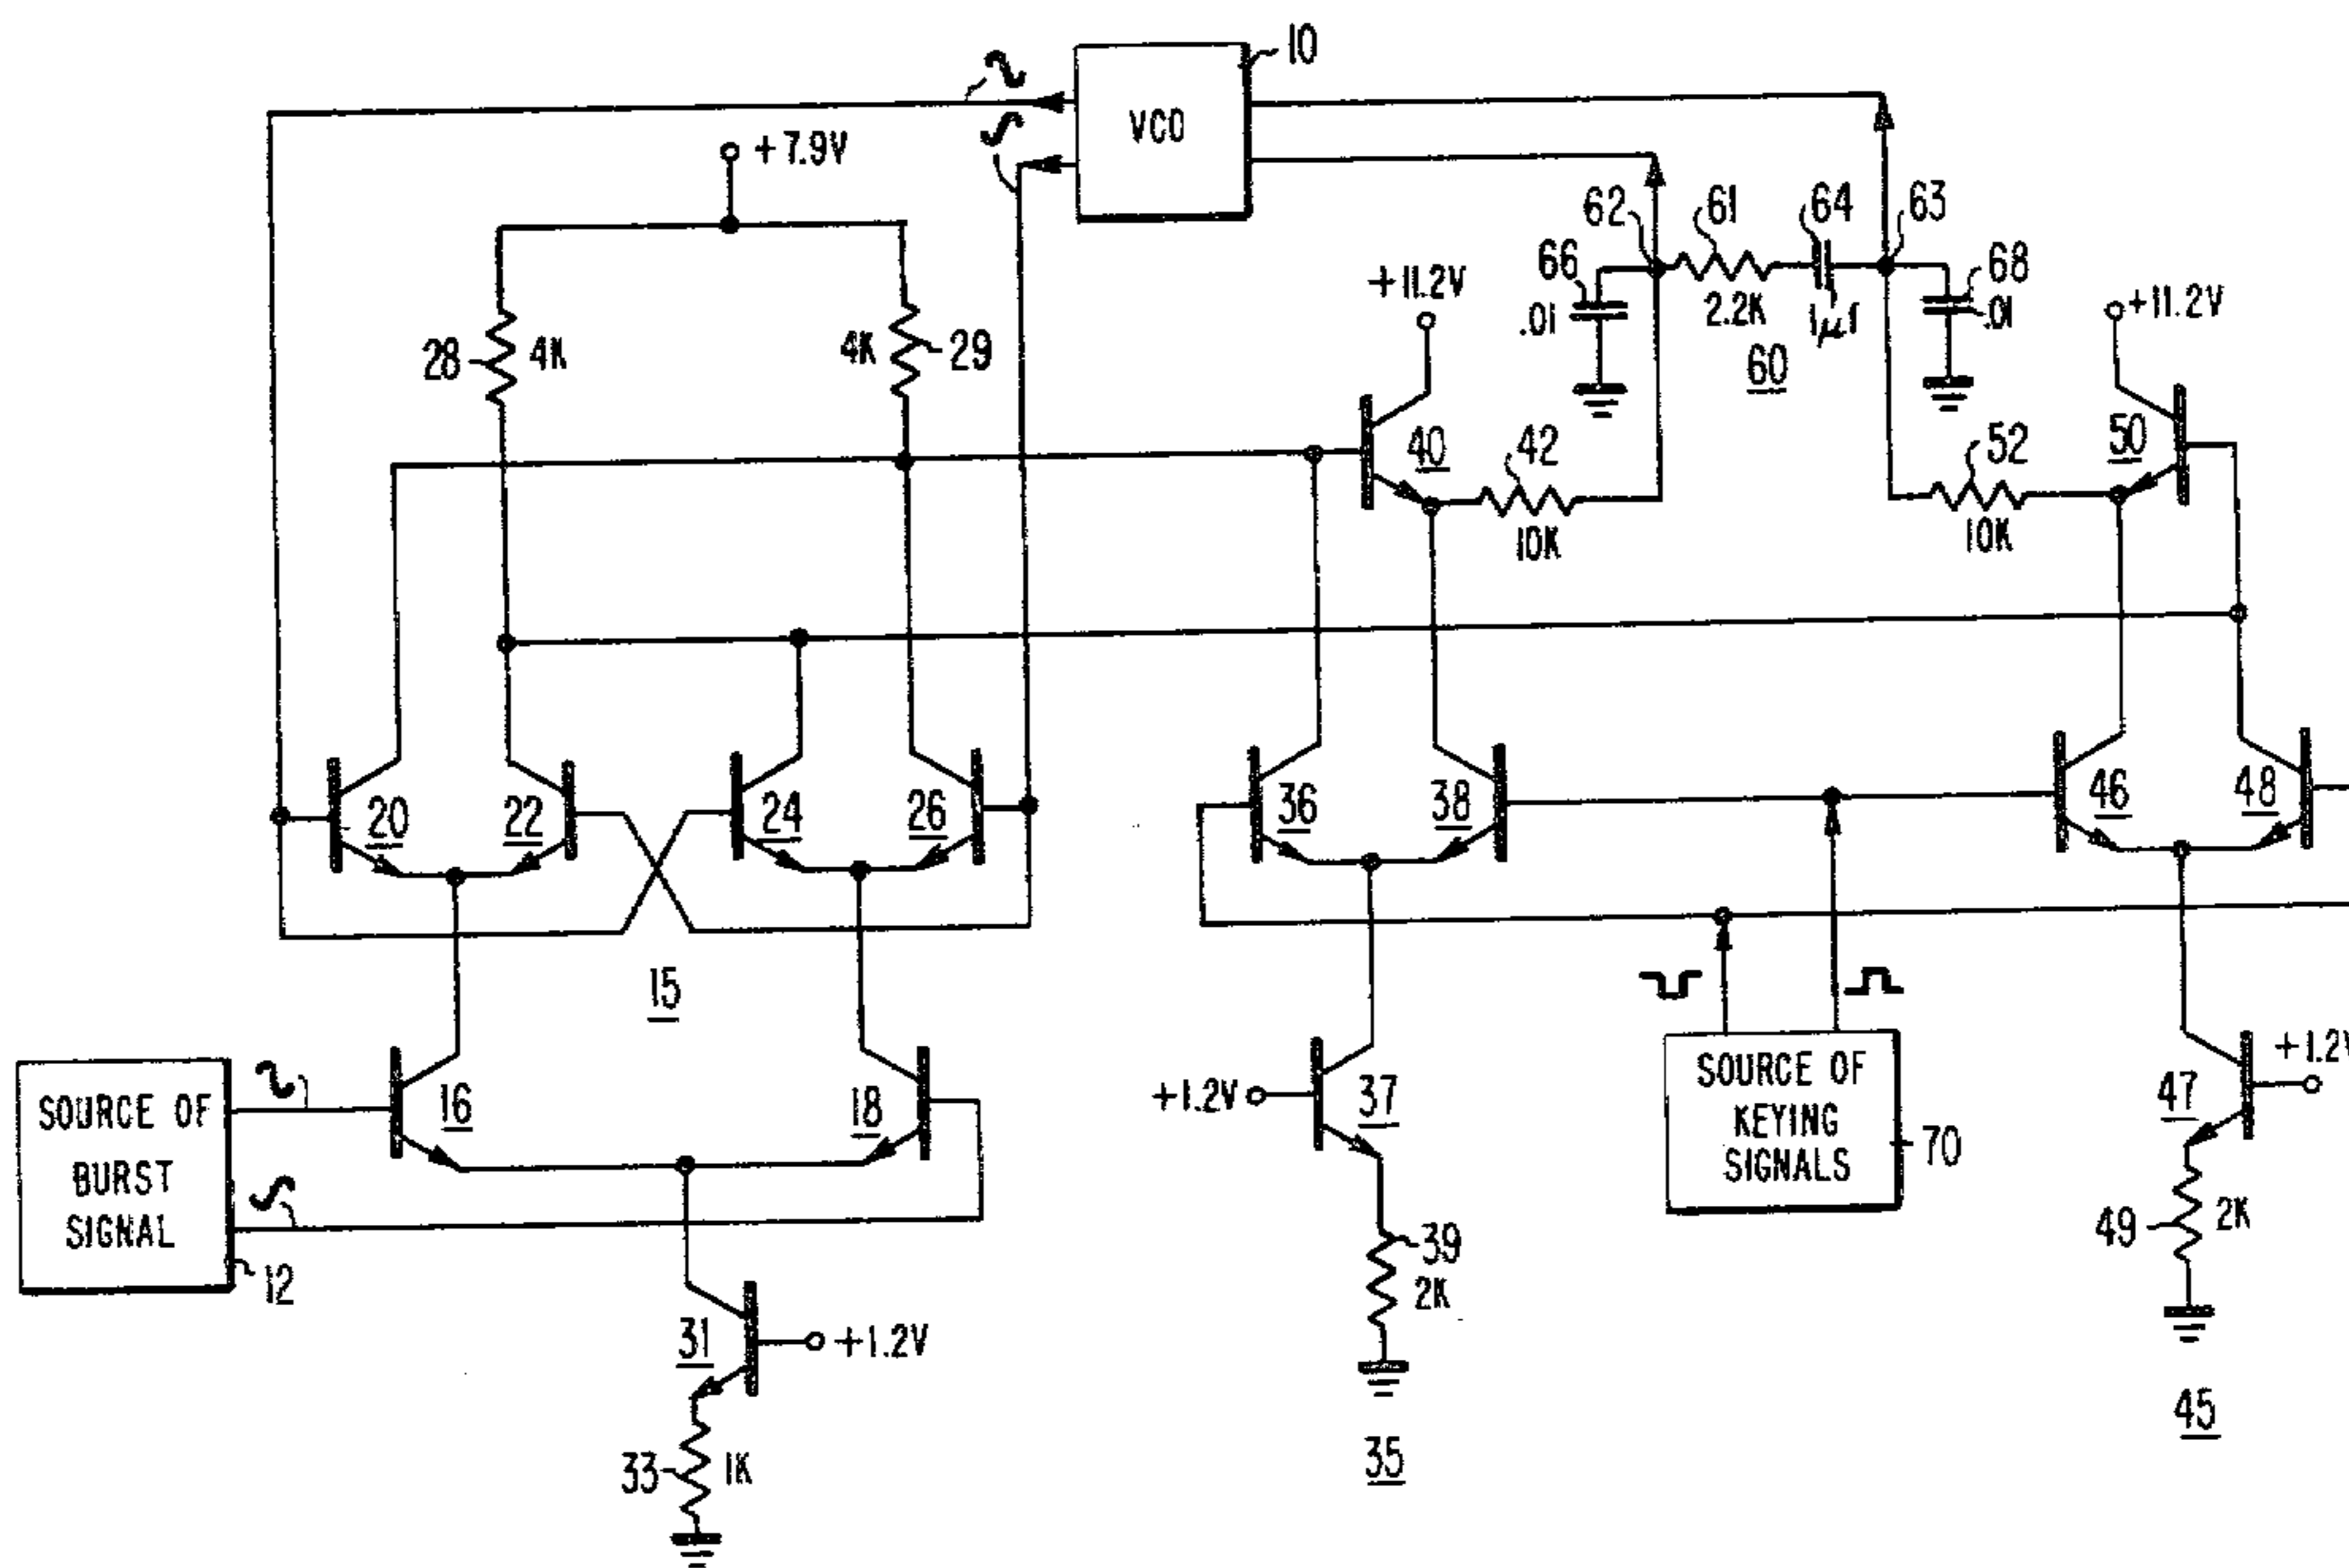 10
VCO
+7.9V
62
61
64
63
66
.01
68
.01
2.2K
1µf
60
+11.2V
+11.2V
28
4K
4K
29
40
42
10K
52
10K
50
20
22
24
26
36
38
46
48
15
SOURCE OF
BURST
SIGNAL
12
16
18
+1.2V
37
SOURCE OF
KEYING
SIGNALS
70
47
+1.2V
39
2K
49
2K
31
+1.2V
33
1K
35
45